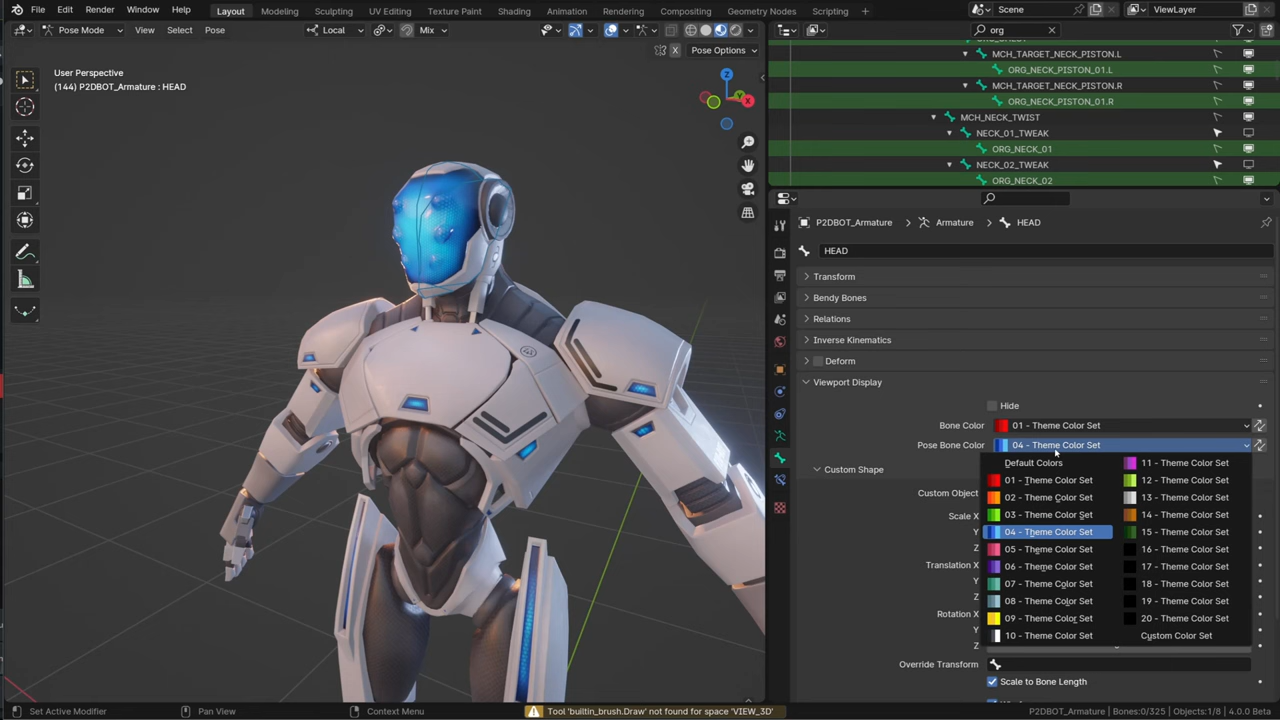 File Edit Render Window Help Layout Modeling Sculpting UV Editing Texture Paint Shading Animation Rendering Compositing Geometry Nodes Scripting Scene ViewLayer
Pose Mode View Select Pose Local Mix org
X Pose Options
User Perspective
(144) P2DBOT_Armature : HEAD
Z
Y
X
MCH_TARGET_NECK_PISTON.L
ORG_NECK_PISTON_01.L
MCH_TARGET_NECK_PISTON.R
ORG_NECK_PISTON_01.R
MCH_NECK_TWIST
NECK_01_TWEAK
ORG_NECK_01
NECK_02_TWEAK
ORG_NECK_02
P2DBOT_Armature Armature HEAD
HEAD
Transform
Bendy Bones
Relations
Inverse Kinematics
Deform
Viewport Display
Hide
Bone Color 01 - Theme Color Set
Pose Bone Color 04 - Theme Color Set
Custom Shape
Custom Object
Scale X
Y
Z
Translation X
Y
Z
Rotation X
Y
Z
Default Colors
01 - Theme Color Set
02 - Theme Color Set
03 - Theme Color Set
04 - Theme Color Set
05 - Theme Color Set
06 - Theme Color Set
07 - Theme Color Set
08 - Theme Color Set
09 - Theme Color Set
10 - Theme Color Set
11 - Theme Color Set
12 - Theme Color Set
13 - Theme Color Set
14 - Theme Color Set
15 - Theme Color Set
16 - Theme Color Set
17 - Theme Color Set
18 - Theme Color Set
19 - Theme Color Set
20 - Theme Color Set
Custom Color Set
Override Transform
Scale to Bone Length
Set Active Modifier Pan View Context Menu Tool 'builtin_brush.Draw' not found for space 'VIEW_3D' P2DBOT_Armature | Bones:0/325 | Objects:1/8 | Memory: 4.30 GiB